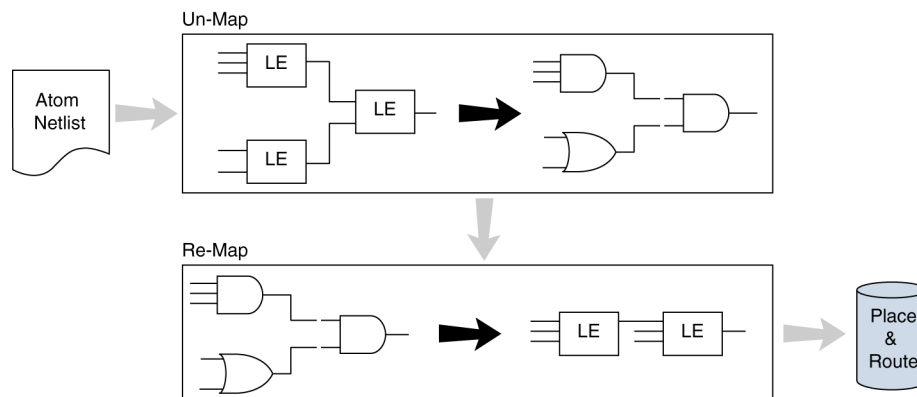 Un-Map
Atom
Netlist
LE
LE
LE
Re-Map
LE
LE
Place
&
Route